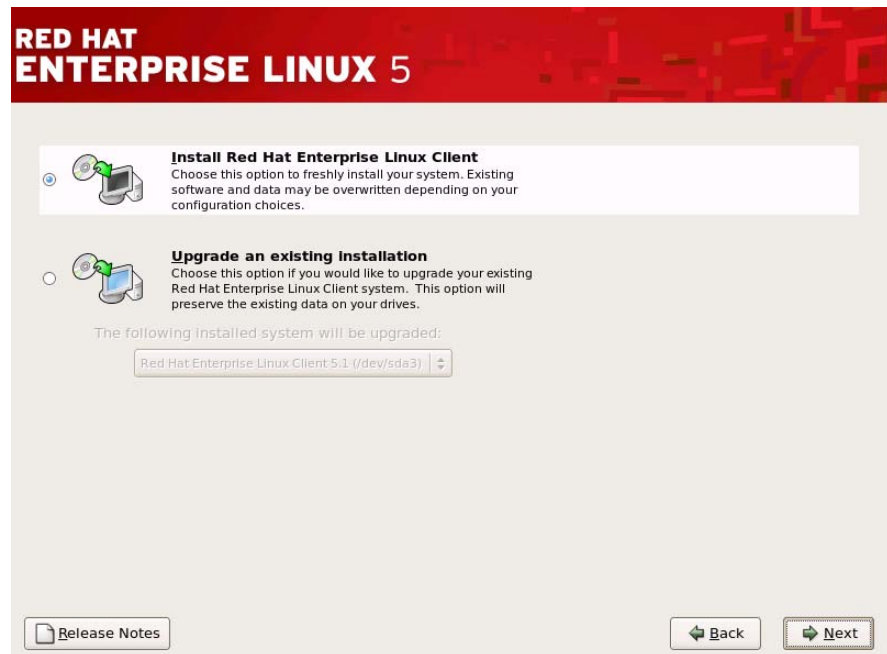 RED HAT
ENTERPRISE LINUX 5
Install Red Hat Enterprise Linux Client
Choose this option to freshly install your system. Existing
software and data may be overwritten depending on your
configuration choices.
Upgrade an existing installation
Choose this option if you would like to upgrade your existing
Red Hat Enterprise Linux Client system. This option will
preserve the existing data on your drives.
The following installed system will be upgraded:
Red Hat Enterprise Linux Client 5.1 (/dev/sda3)
Release Notes
Back
Next